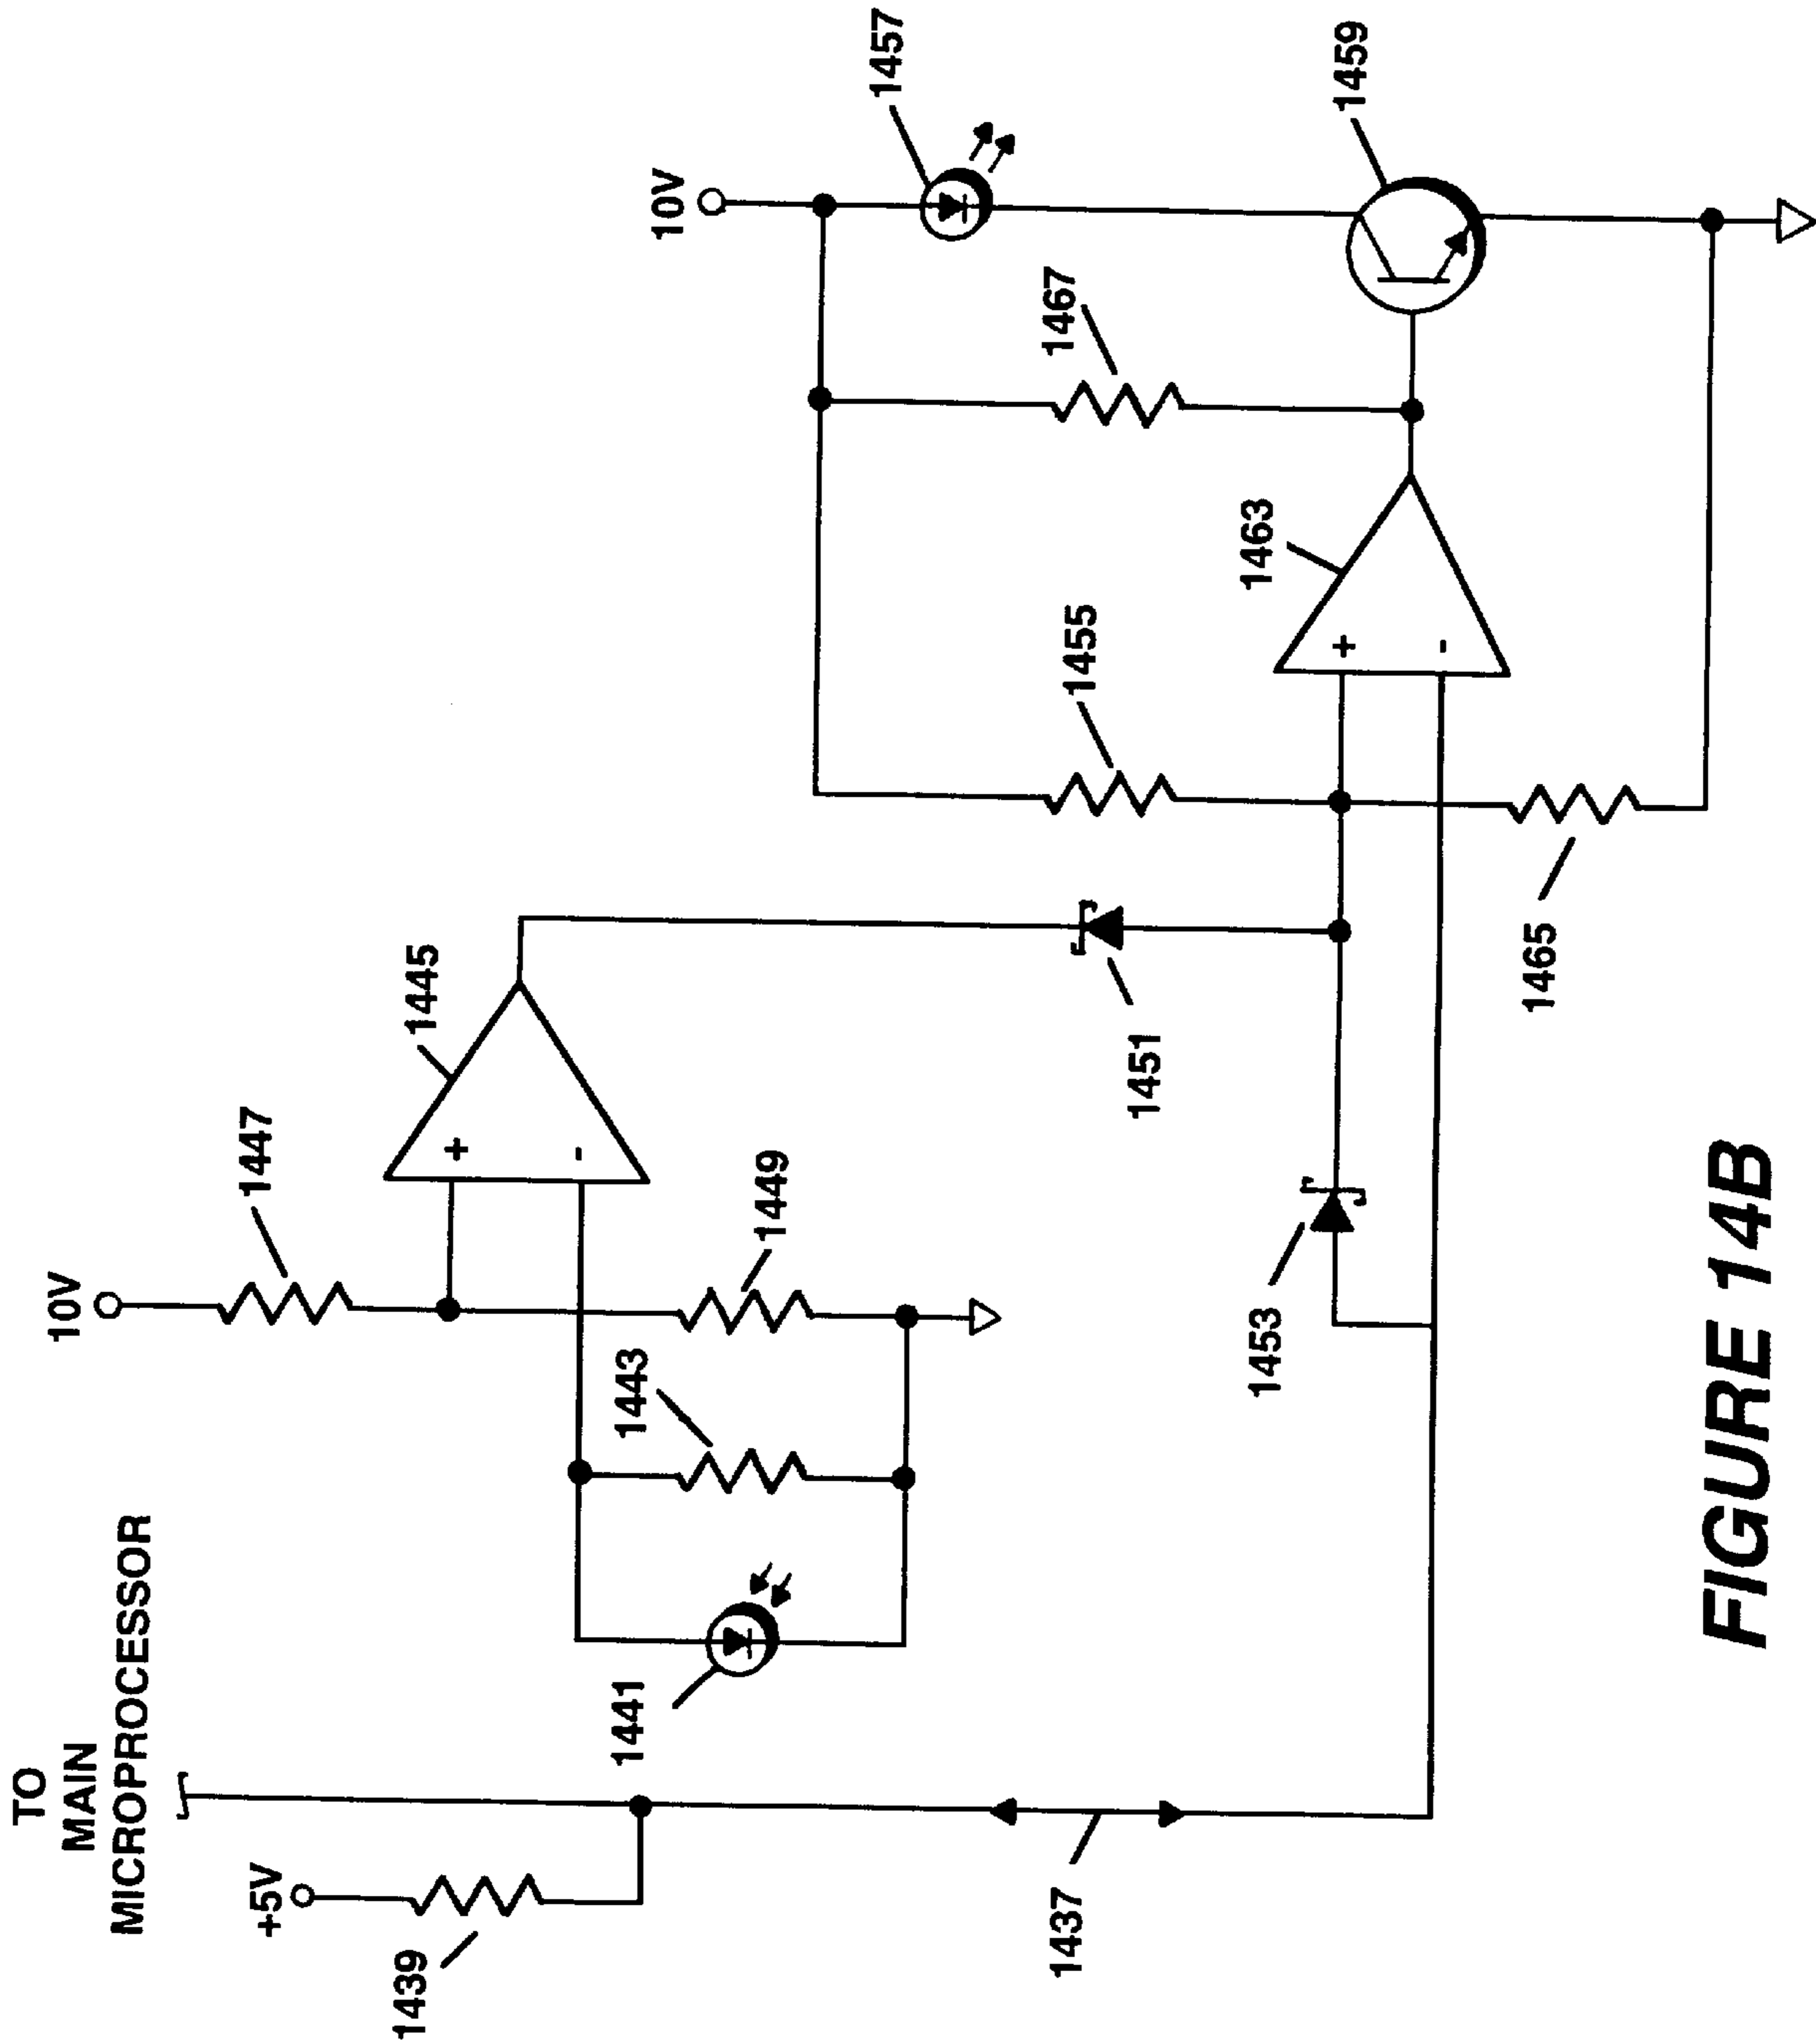 TO
MAIN
MICROPROCESSOR
+5V
1439
1437
1441
1443
10V
1447
1449
+
-
1445
1451
1453
1455
1465
+
-
1463
1467
10V
1457
1459
FIGURE 14B